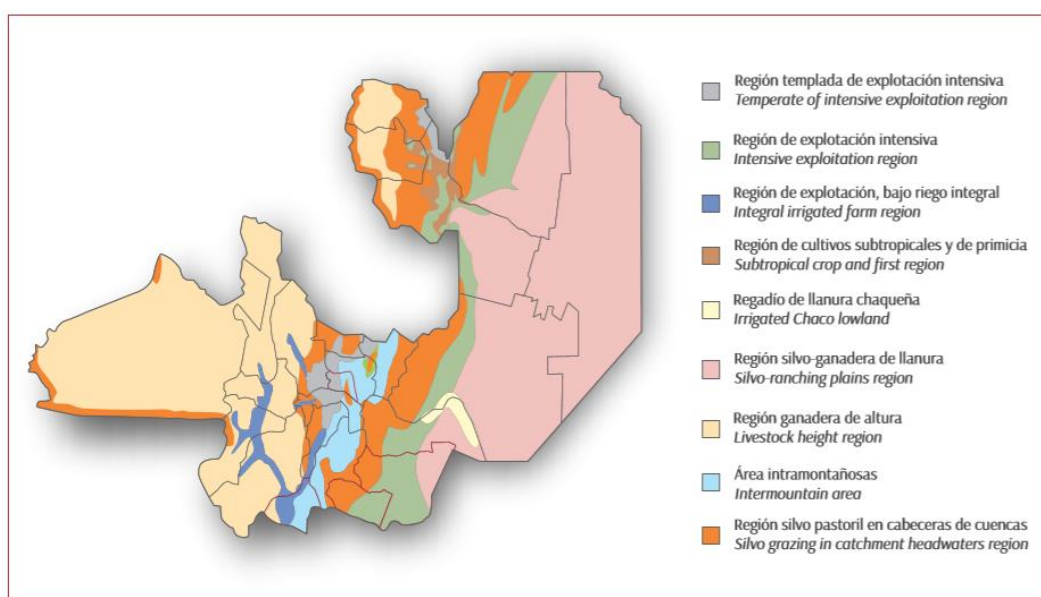 Región templada de explotación intensiva
Temperate of intensive exploitation region
Región de explotación intensiva
Intensive exploitation region
Región de explotación, bajo riego integral
Integral irrigated farm region
Región de cultivos subtropicales y de primicia
Subtropical crop and first region
Regadío de llanura chaqueña
Irrigated Chaco lowland
Región silvo-ganadera de llanura
Silvo-ranching plains region
Región ganadera de altura
Livestock height region
Área intramontañosas
Intermountain area
Región silvo pastoril en cabeceras de cuencas
Silvo grazing in catchment headwaters region